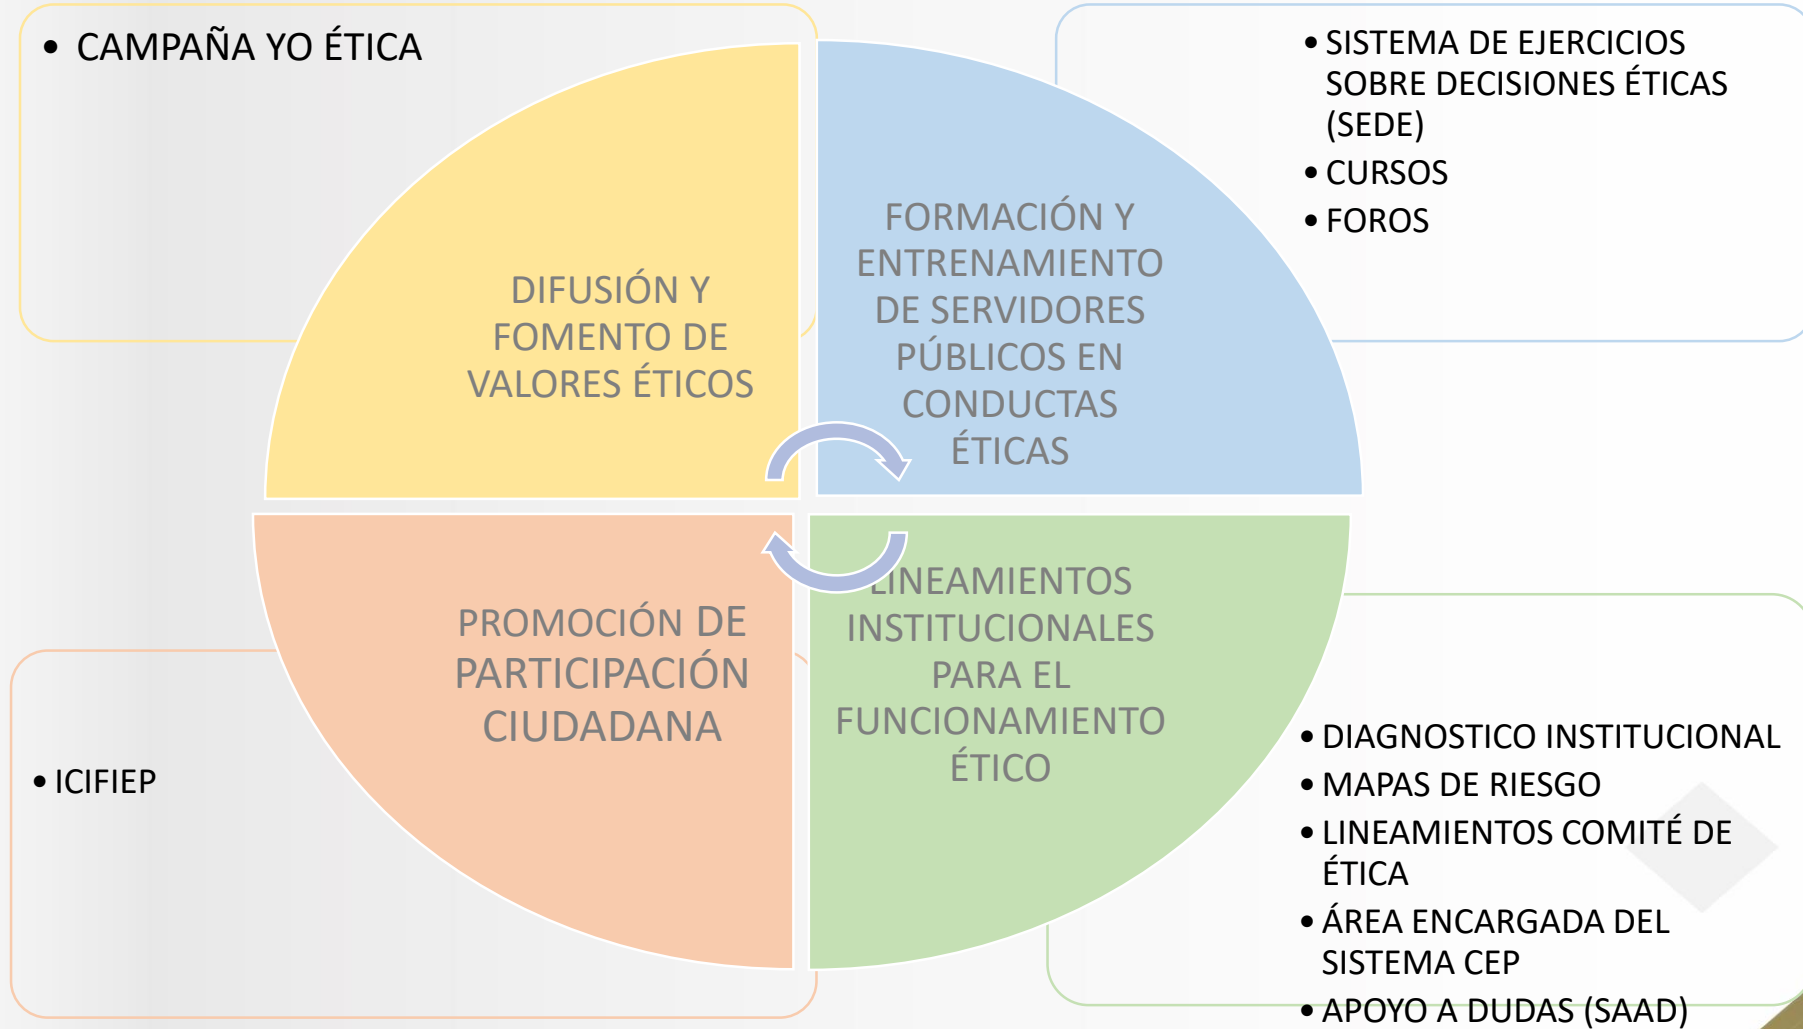 • CAMPAÑA YO ÉTICA
• SISTEMA DE EJERCICIOS
SOBRE DECISIONES ÉTICAS
(SEDE)
• CURSOS
• FOROS
DIFUSIÓN Y
FOMENTO DE
VALORES ÉTICOS
FORMACIÓN Y
ENTRENAMIENTO
DE SERVIDORES
PÚBLICOS EN
CONDUCTAS
ÉTICAS
PROMOCIÓN DE
PARTICIPACIÓN
CIUDADANA
LINEAMIENTOS
INSTITUCIONALES
PARA EL
FUNCIONAMIENTO
ÉTICO
• ICIFIEP
• DIAGNOSTICO INSTITUCIONAL
• MAPAS DE RIESGO
• LINEAMIENTOS COMITÉ DE
ÉTICA
• ÁREA ENCARGADA DEL
SISTEMA CEP
• APOYO A DUDAS (SAAD)